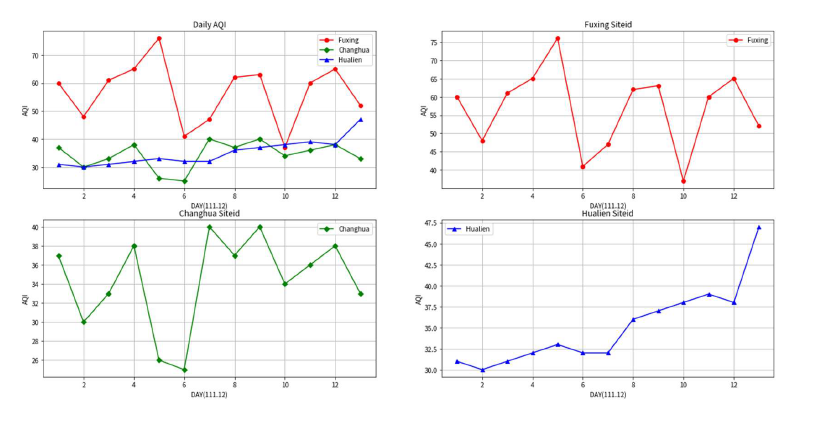 Daily AQI
Fuxing
Changhua
Hualien
70
60
50
40
30
AQI
2 4 6 8 10 12
DAY(111.12)
Fuxing Siteid
Fuxing
75
70
65
60
55
50
45
40
AQI
2 4 6 8 10 12
DAY(111.12)
Changhua Siteid
Changhua
40
38
36
34
32
30
28
26
AQI
2 4 6 8 10 12
DAY(111.12)
Hualien Siteid
Hualien
47.5
45.0
42.5
40.0
37.5
35.0
32.5
30.0
AQI
2 4 6 8 10 12
DAY(111.12)